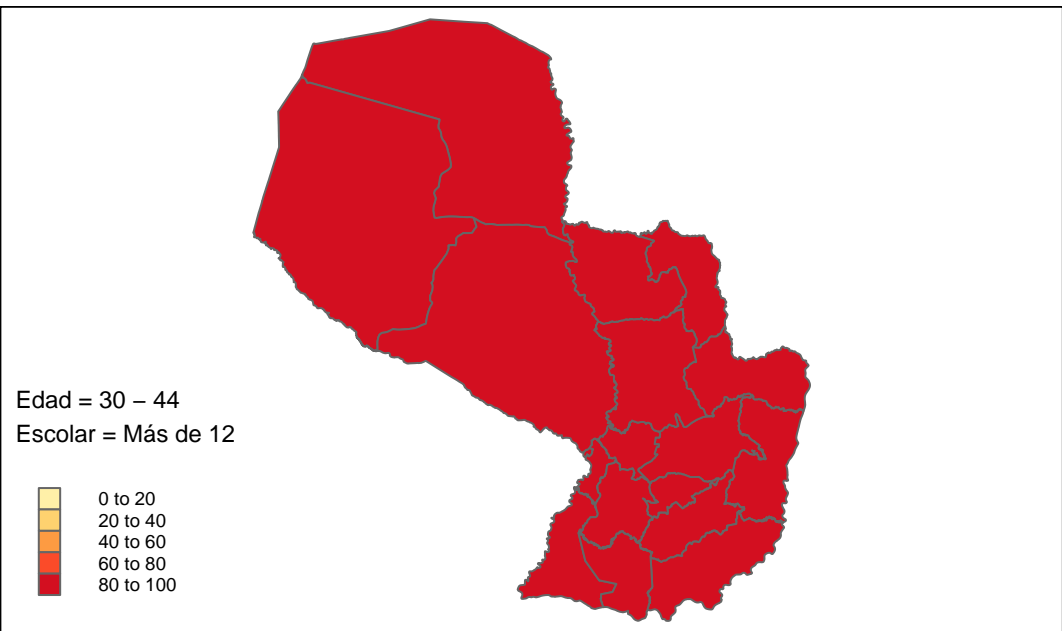 Edad = 30 – 44
Escolar = Más de 12
0 to 20
20 to 40
40 to 60
60 to 80
80 to 100